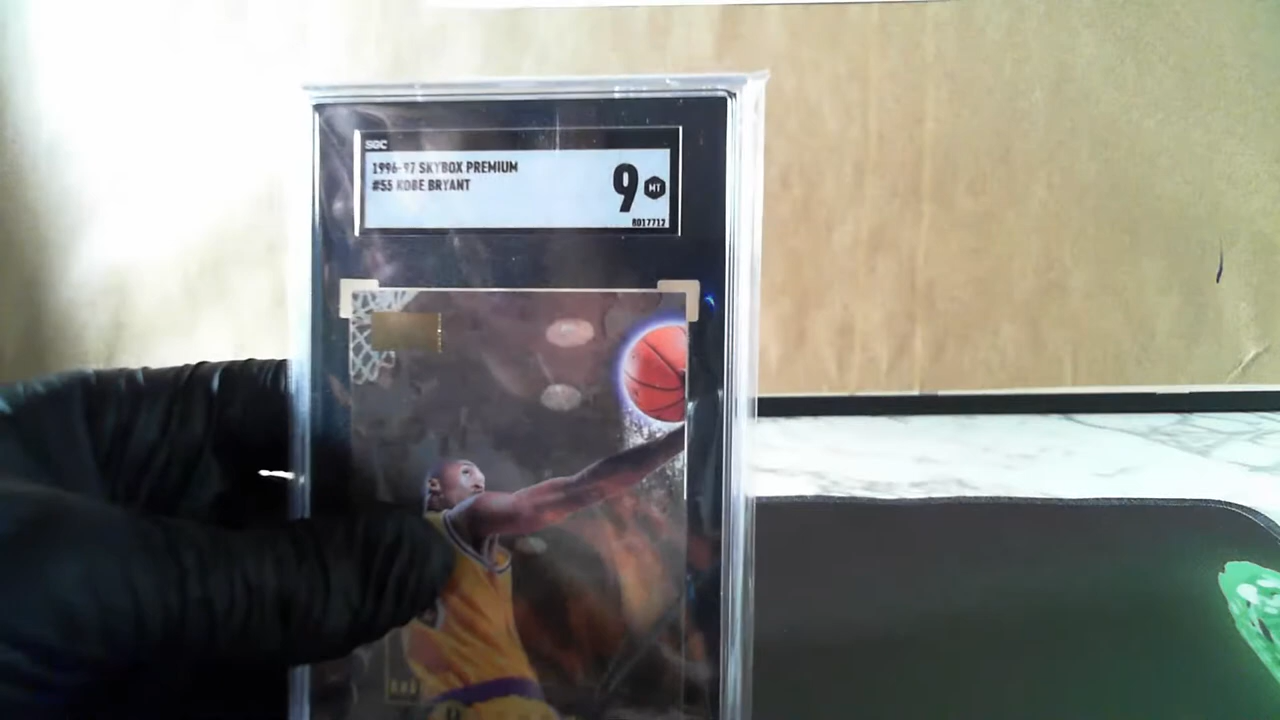 SGC
1996-97 SKYBOX PREMIUM
#55 KOBE BRYANT
9 MT
8017712